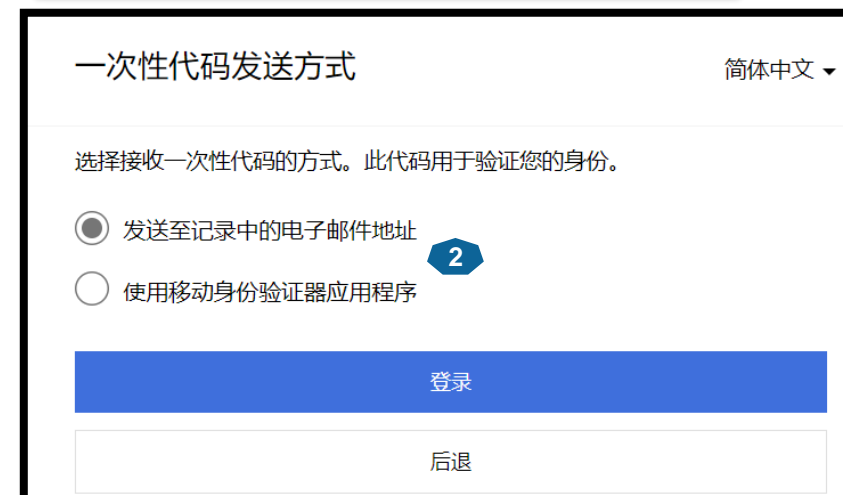 一次性代码发送方式
简体中文
选择接收一次性代码的方式。此代码用于验证您的身份。
发送至记录中的电子邮件地址
2
使用移动身份验证器应用程序
登录
后退